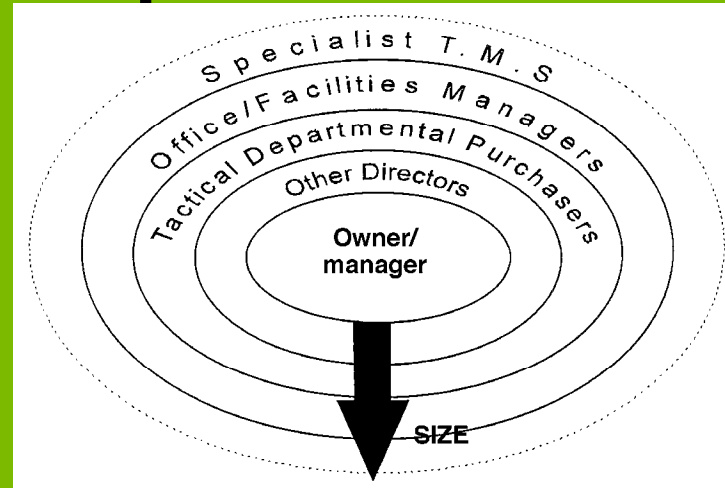 Specialist T.M.S
Office/Facilities Managers
Tactical Departmental Purchasers
Other Directors
Owner/
manager
SIZE